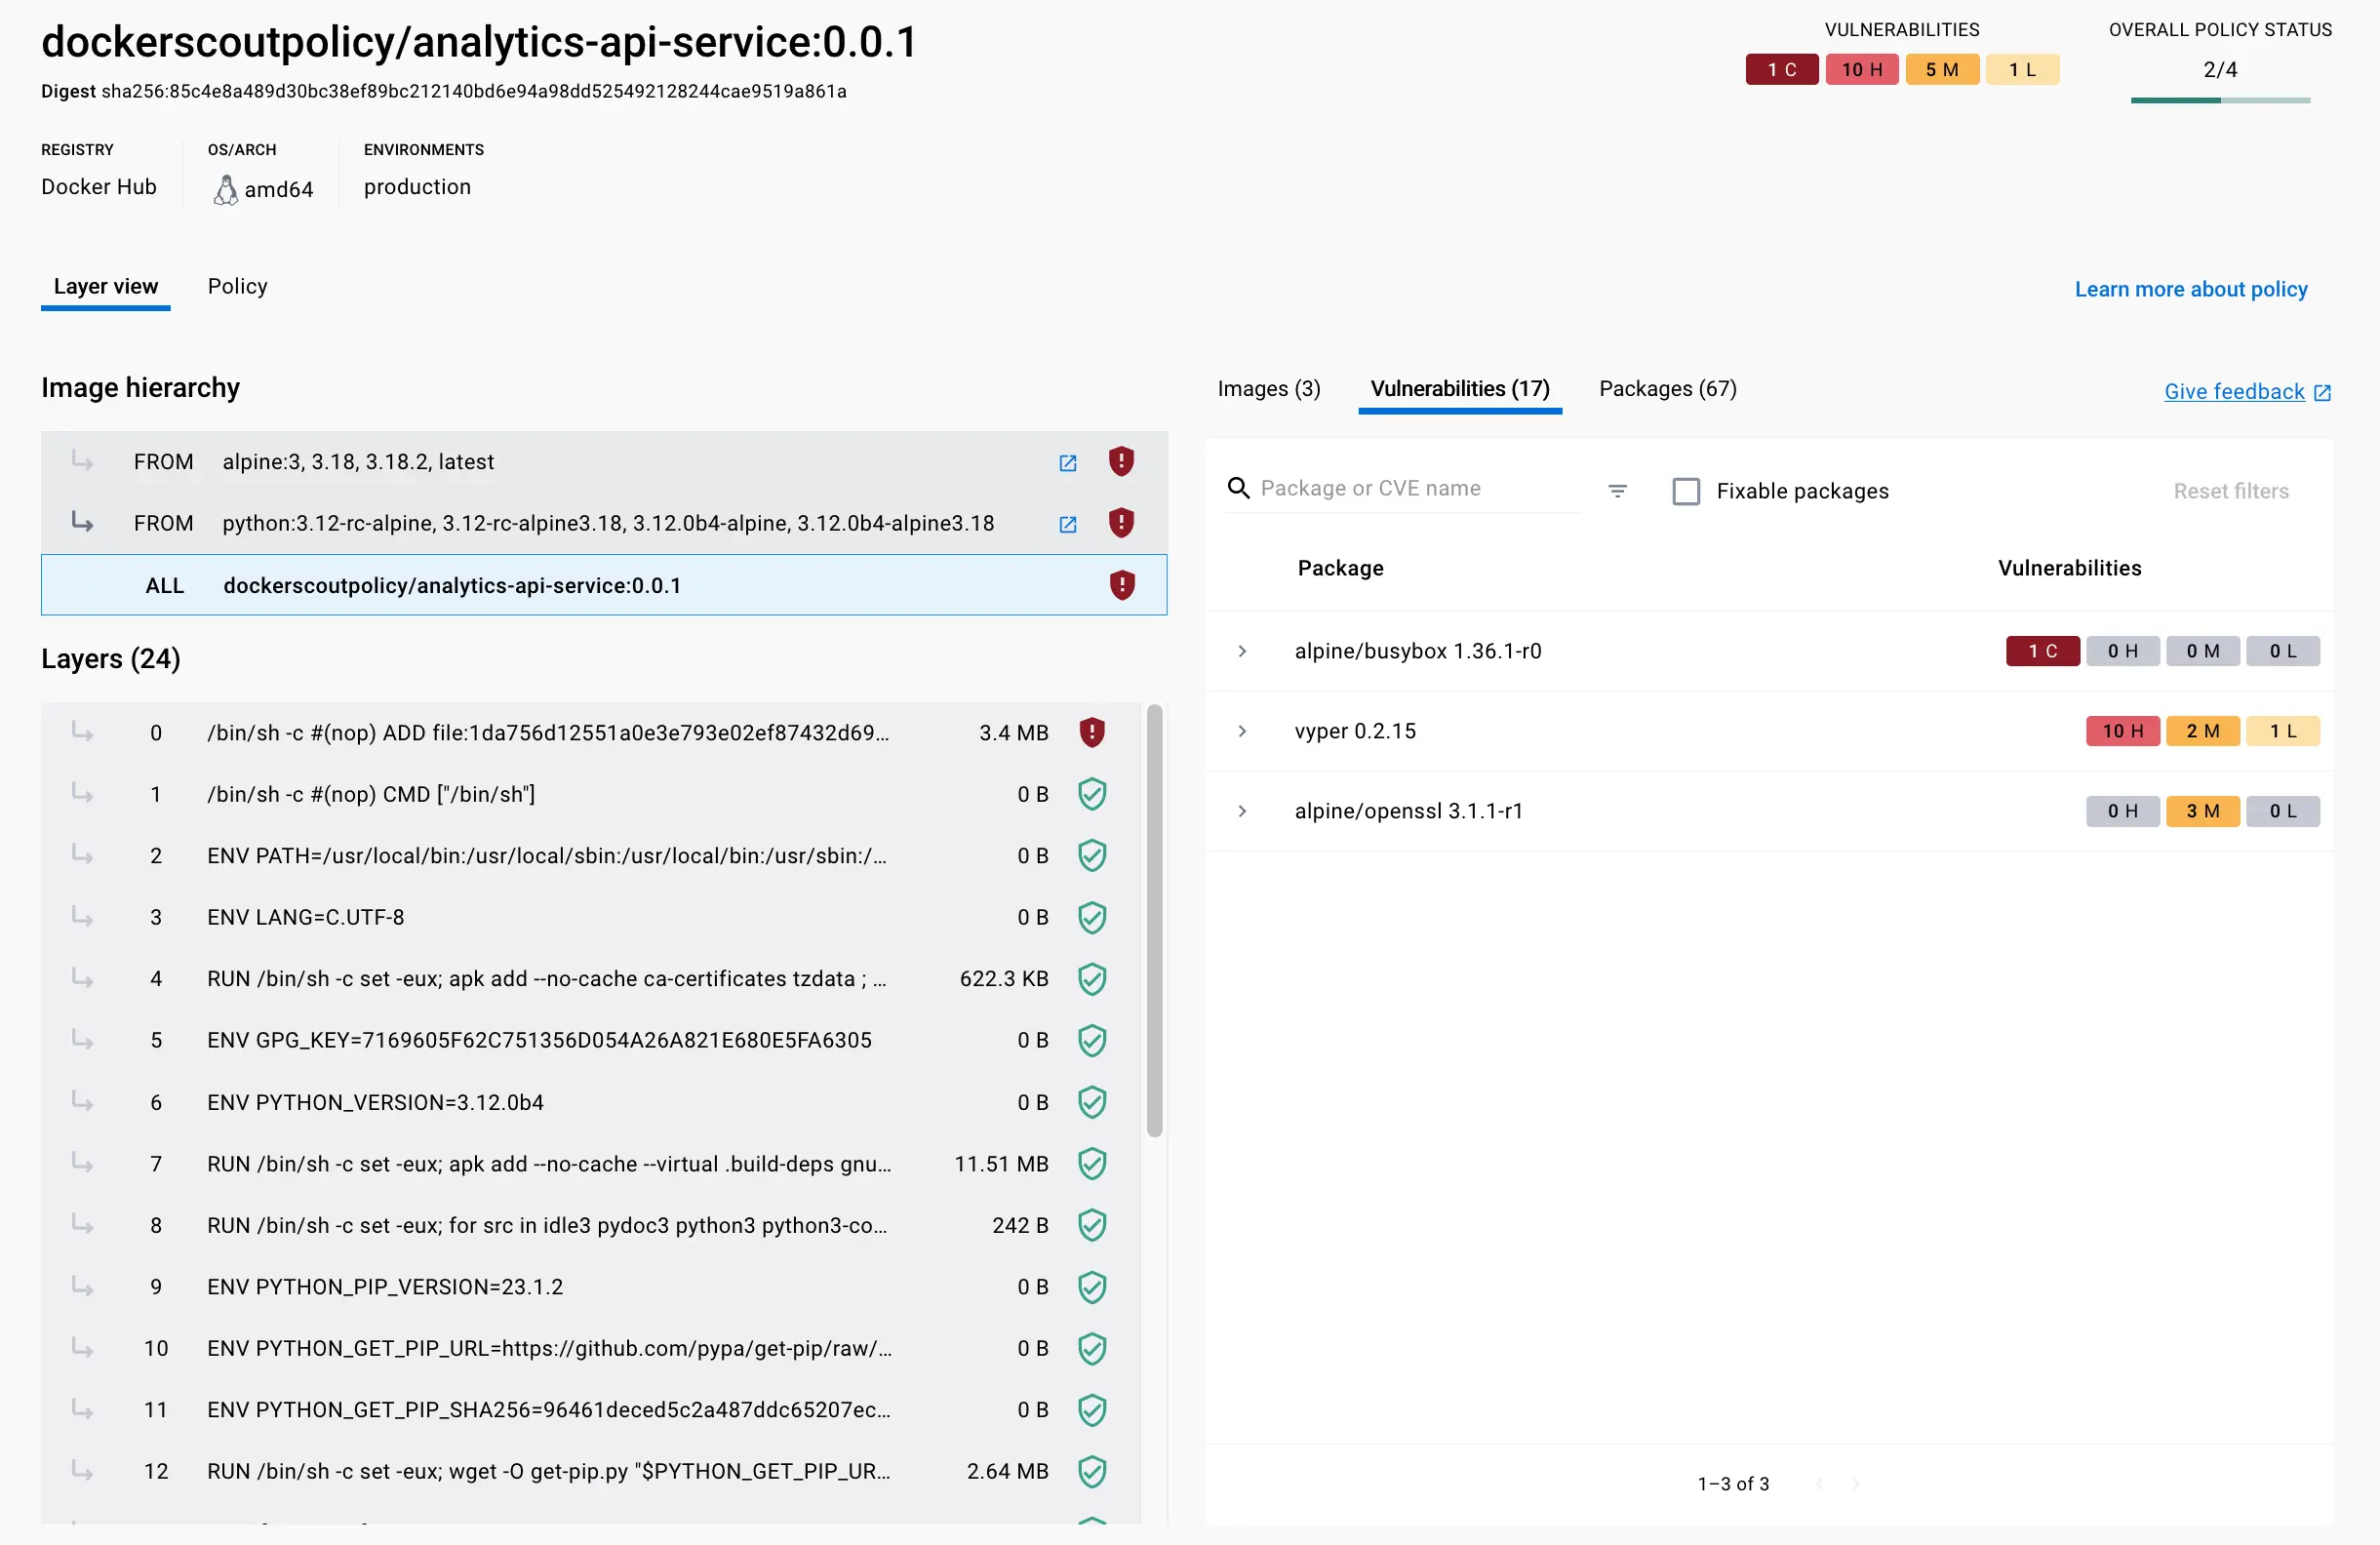 dockerscoutpolicy/analytics-api-service:0.0.1
Digest sha256:85c4e8a489d30bc38ef89bc212140bd6e94a98dd525492128244cae9519a861a
VULNERABILITIES
1 C 10 H 5 M 1 L
OVERALL POLICY STATUS
2/4
REGISTRY
Docker Hub
OS/ARCH
amd64
ENVIRONMENTS
production
Layer view Policy
Learn more about policy
Image hierarchy
FROM alpine:3, 3.18, 3.18.2, latest
FROM python:3.12-rc-alpine, 3.12-rc-alpine3.18, 3.12.0b4-alpine, 3.12.0b4-alpine3.18
ALL dockerscoutpolicy/analytics-api-service:0.0.1
Layers (24)
0 /bin/sh -c #(nop) ADD file:1da756d12551a0e3e793e02ef87432d69... 3.4 MB
1 /bin/sh -c #(nop) CMD ["/bin/sh"] 0 B
2 ENV PATH=/usr/local/bin:/usr/local/sbin:/usr/local/bin:/usr/sbin:/... 0 B
3 ENV LANG=C.UTF-8 0 B
4 RUN /bin/sh -c set -eux; apk add --no-cache ca-certificates tzdata ; ... 622.3 KB
5 ENV GPG_KEY=7169605F62C751356D054A26A821E680E5FA6305 0 B
6 ENV PYTHON_VERSION=3.12.0b4 0 B
7 RUN /bin/sh -c set -eux; apk add --no-cache --virtual .build-deps gnu... 11.51 MB
8 RUN /bin/sh -c set -eux; for src in idle3 pydoc3 python3 python3-co... 242 B
9 ENV PYTHON_PIP_VERSION=23.1.2 0 B
10 ENV PYTHON_GET_PIP_URL=https://github.com/pypa/get-pip/raw/... 0 B
11 ENV PYTHON_GET_PIP_SHA256=96461deced5c2a487ddc65207ec... 0 B
12 RUN /bin/sh -c set -eux; wget -O get-pip.py "$PYTHON_GET_PIP_UR... 2.64 MB
Images (3) Vulnerabilities (17) Packages (67)
Give feedback
Package or CVE name
Fixable packages
Reset filters
Package Vulnerabilities
alpine/busybox 1.36.1-r0 1 C 0 H 0 M 0 L
vyper 0.2.15 10 H 2 M 1 L
alpine/openssl 3.1.1-r1 0 H 3 M 0 L
1–3 of 3